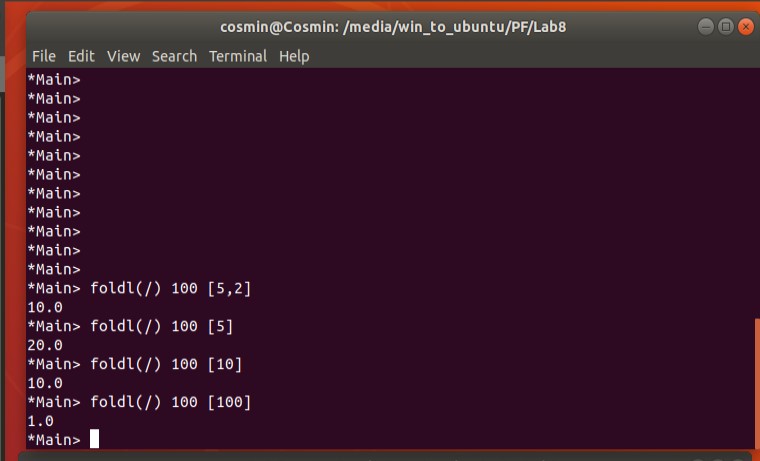 cosmin@Cosmin: /media/win_to_ubuntu/PF/Lab8
File Edit View Search Terminal Help
*Main>
*Main>
*Main>
*Main>
*Main>
*Main>
*Main>
*Main>
*Main>
*Main>
*Main>
*Main> foldl(/) 100 [5,2]
10.0
*Main> foldl(/) 100 [5]
20.0
*Main> foldl(/) 100 [10]
10.0
*Main> foldl(/) 100 [100]
1.0
*Main>